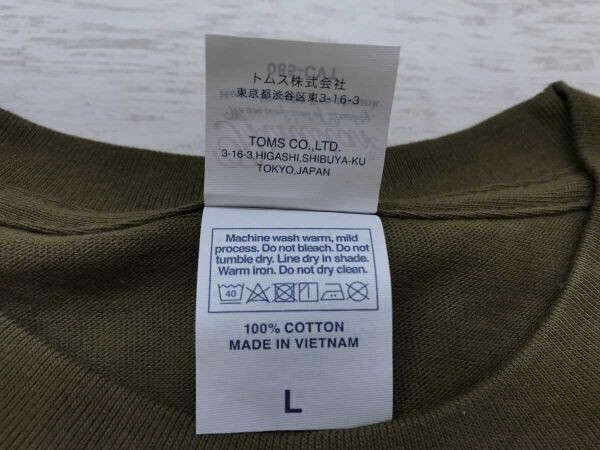 085-CVT
トムス株式会社
東京都渋谷区東3-16-3
TOMS CO.,LTD.
3-16-3,HIGASHI,SHIBUYA-KU
TOKYO,JAPAN
Machine wash warm, mild
process. Do not bleach. Do not
tumble dry. Line dry in shade.
Warm iron. Do not dry clean.
40
100% COTTON
MADE IN VIETNAM
L